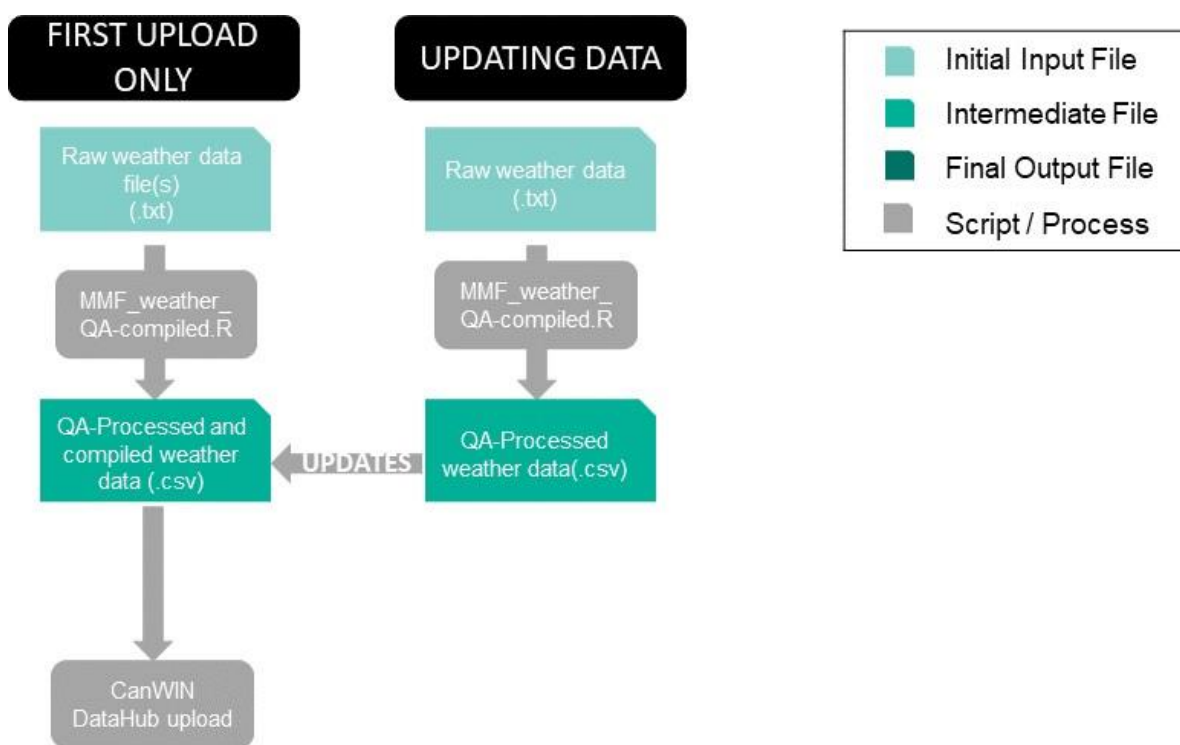 FIRST UPLOAD
ONLY
UPDATING DATA
Raw weather data
file(s)
(.txt)
Raw weather data
(.txt)
MMF_weather_
QA-compiled.R
MMF_weather_
QA-compiled.R
QA-Processed and
compiled weather
data (.csv)
UPDATES
QA-Processed
weather data(.csv)
CanWIN
DataHub upload
Initial Input File
Intermediate File
Final Output File
Script / Process